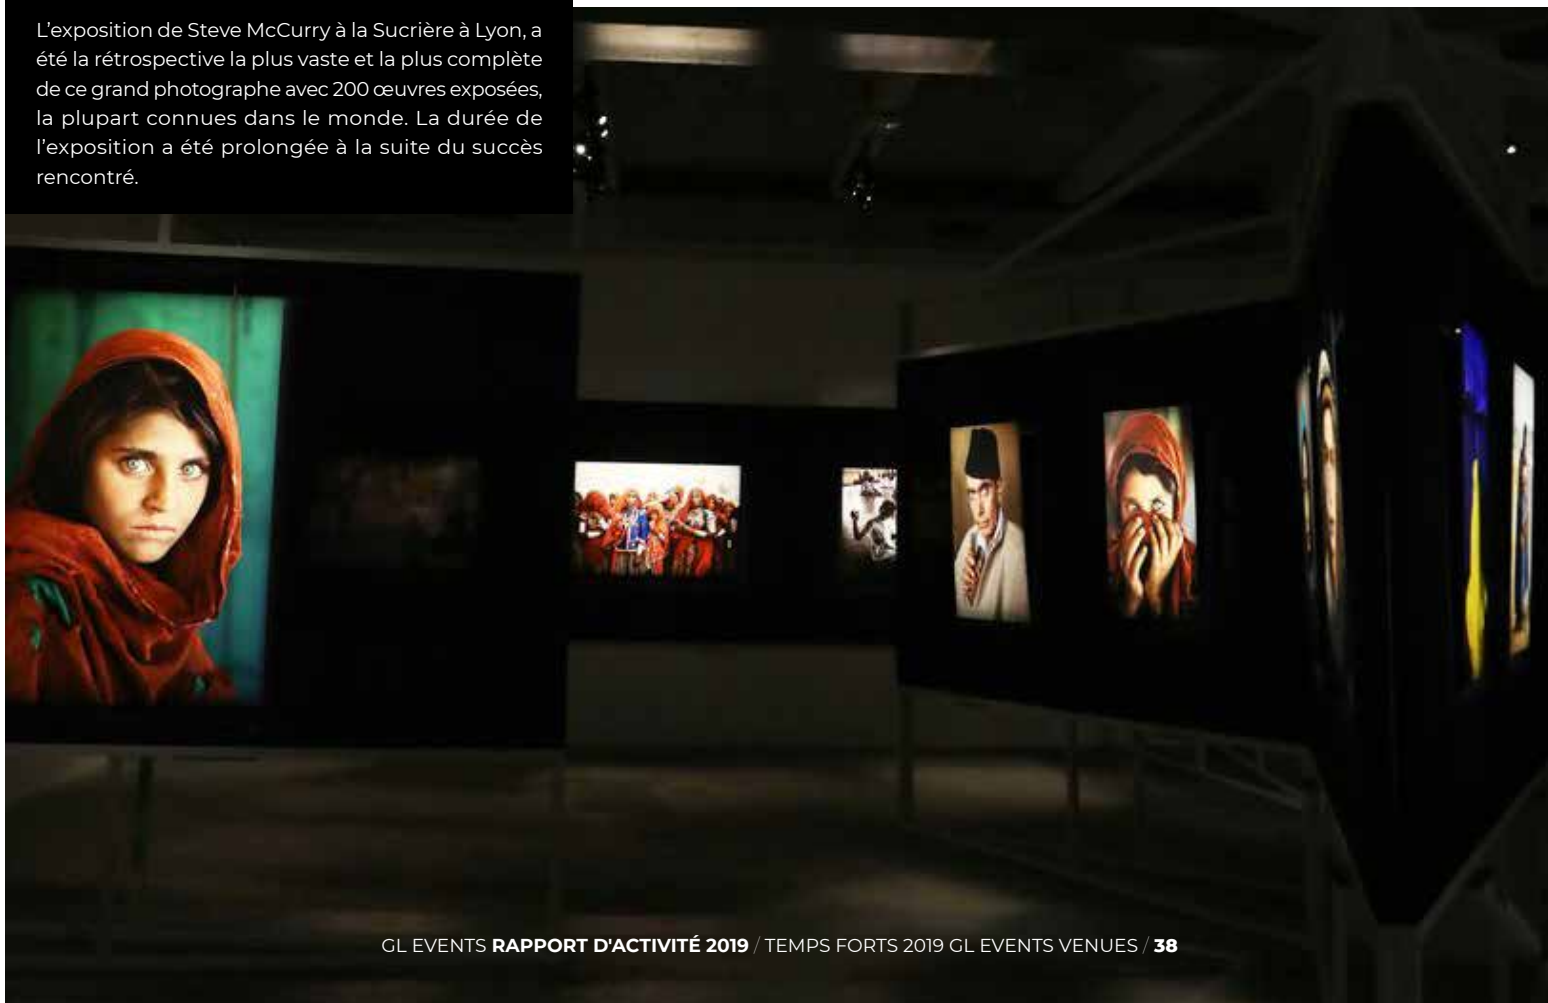 L'exposition de Steve McCurry à la Sucrière à Lyon, a
été la rétrospective la plus vaste et la plus complète
de ce grand photographe avec 200 œuvres exposées,
la plupart connues dans le monde. La durée de
l'exposition a été prolongée à la suite du succès
rencontré.
GL EVENTS RAPPORT D'ACTIVITÉ 2019 / TEMPS FORTS 2019 GL EVENTS VENUES / 38